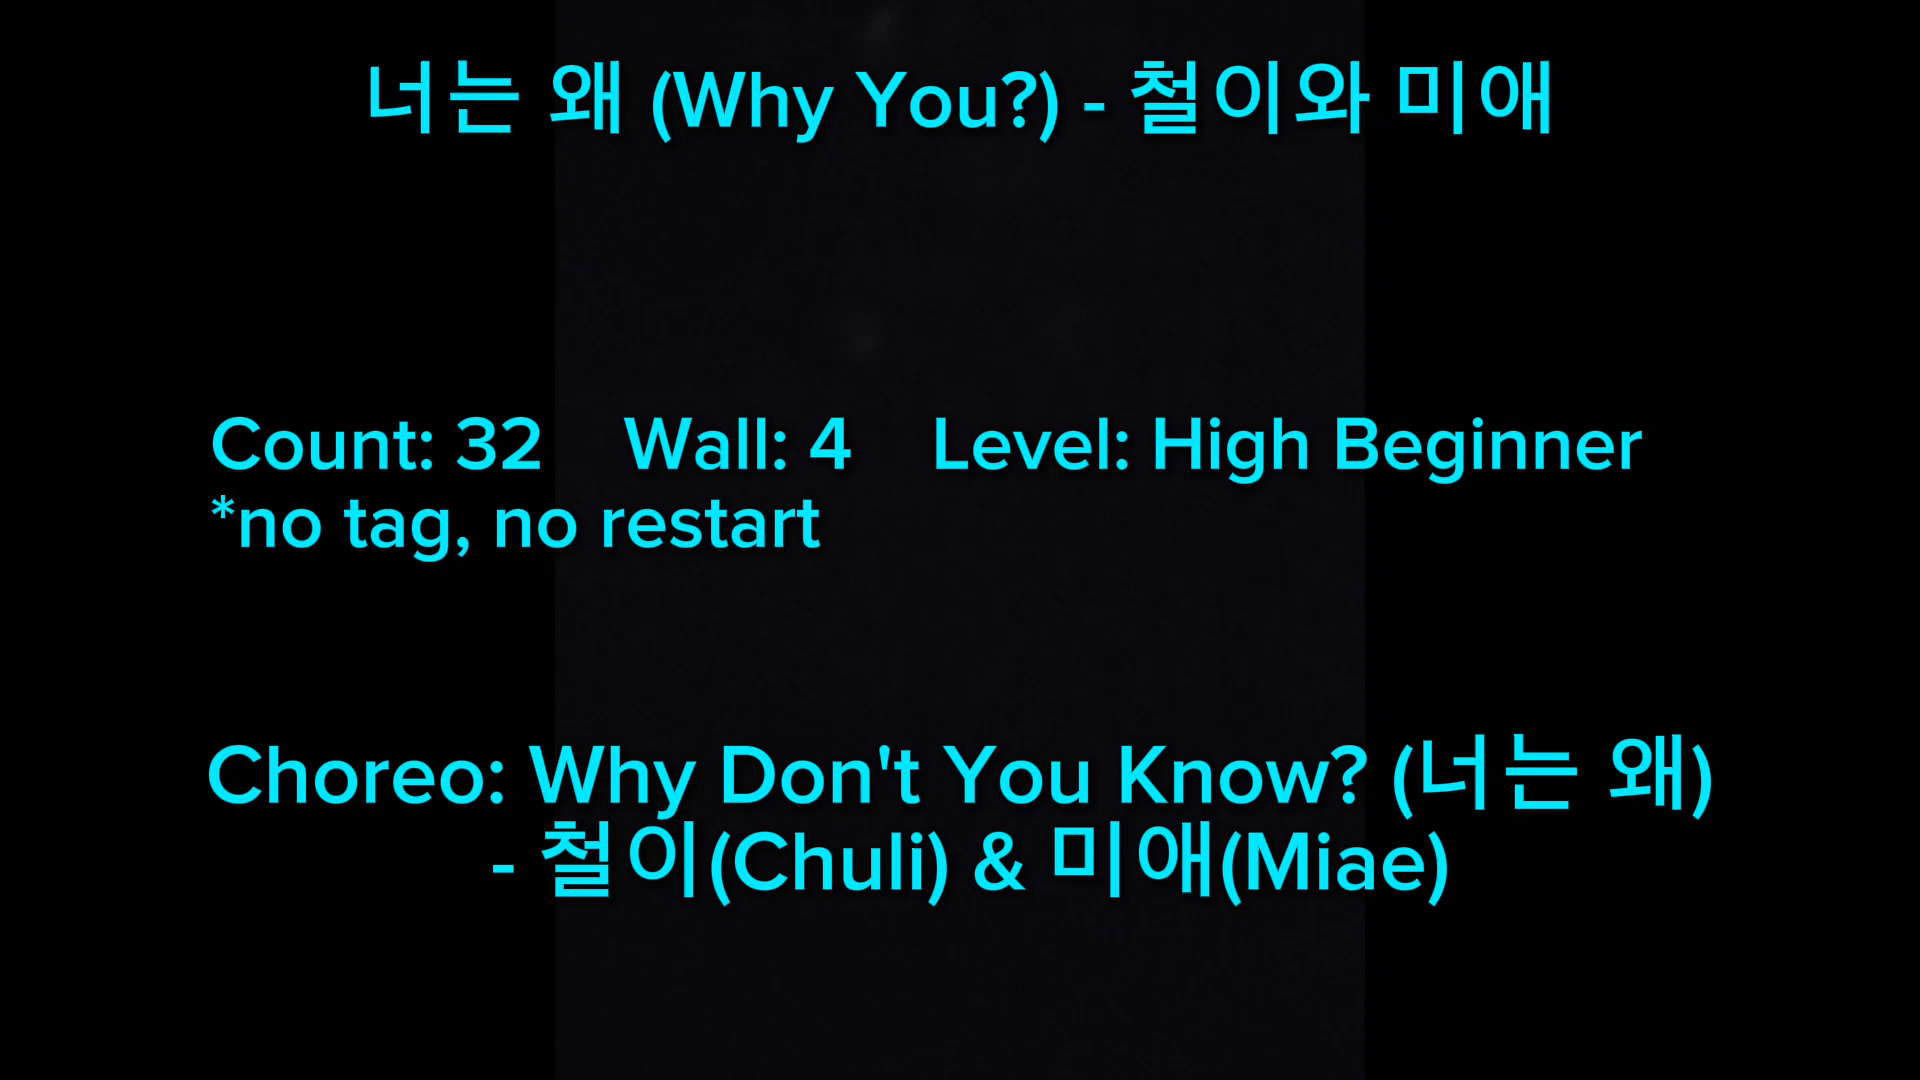 너는 왜 (Why You?) - 철이와 미애
Count: 32 Wall: 4 Level: High Beginner
*no tag, no restart
Choreo: Why Don't You Know? (너는 왜)
- 철이(Chuli) & 미애(Miae)